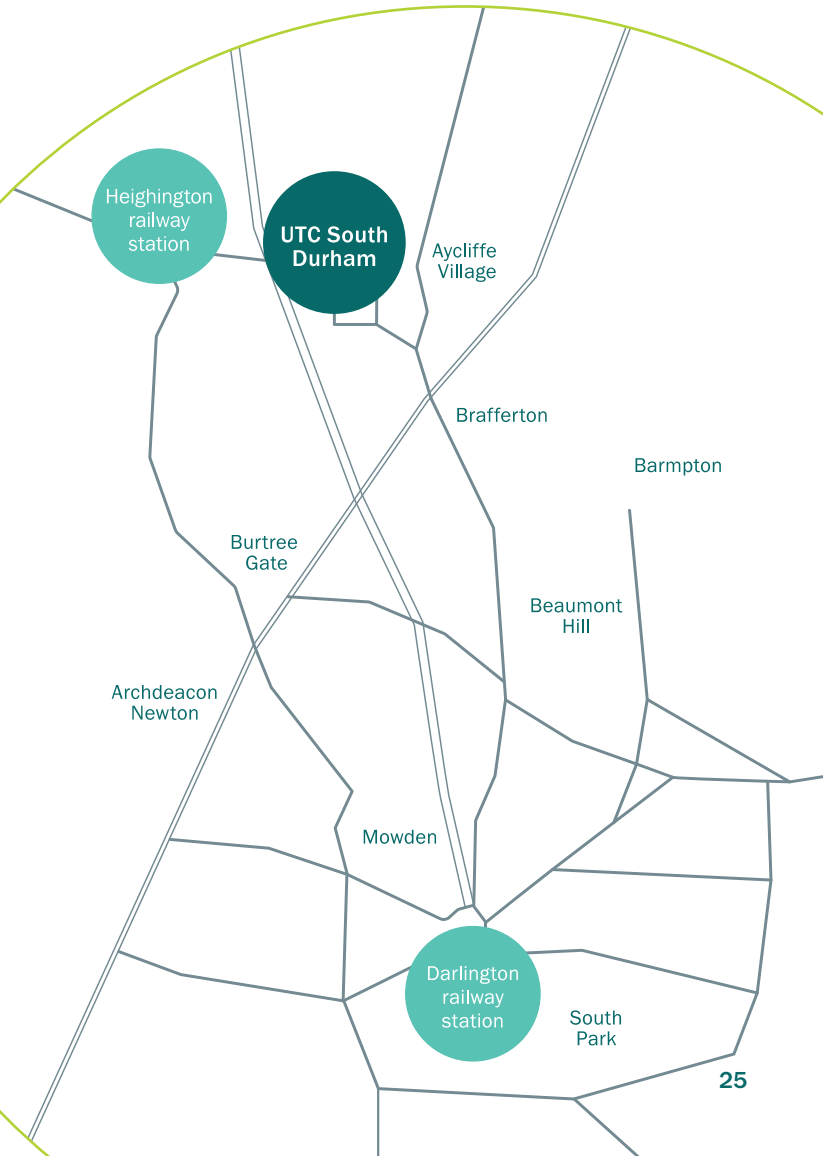 Heighington
railway
station
UTC South
Durham
Aycliffe
Village
Brafferton
Barmpton
Burtree
Gate
Beaumont
Hill
Archdeacon
Newton
Mowden
Darlington
railway
station
South
Park
25